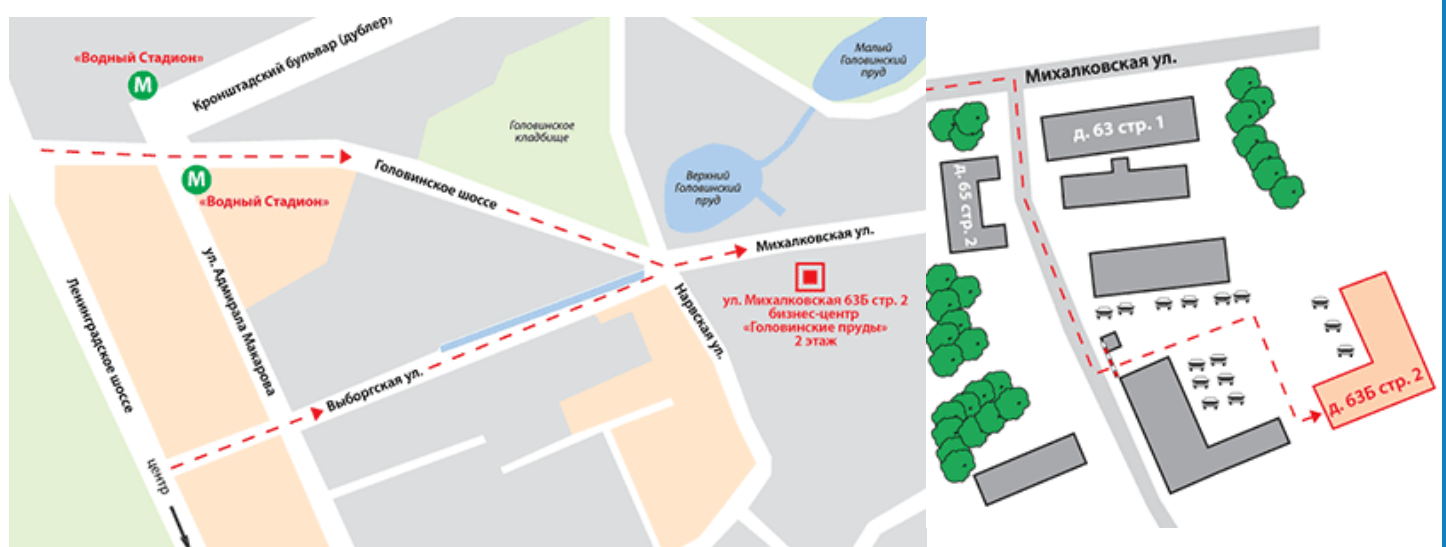 «Водный Стадион»
М
Кронштадский бульвар (дублер)
Малый
Головинский
пруд
Головинское
кладбище
Головинское шоссе
М
«Водный Стадион»
Верхний
Головинский
пруд
Михалковская ул.
ул. Михалковская 63Б стр. 2
бизнес-центр
«Головинские пруды»
2 этаж
Ленинградское шоссе
ул. Адмирала Макарова
Нарвская ул.
Выборгская ул.
центр
Михалковская ул.
д. 63 стр. 1
д. 65 стр. 2
д. 63Б стр. 2